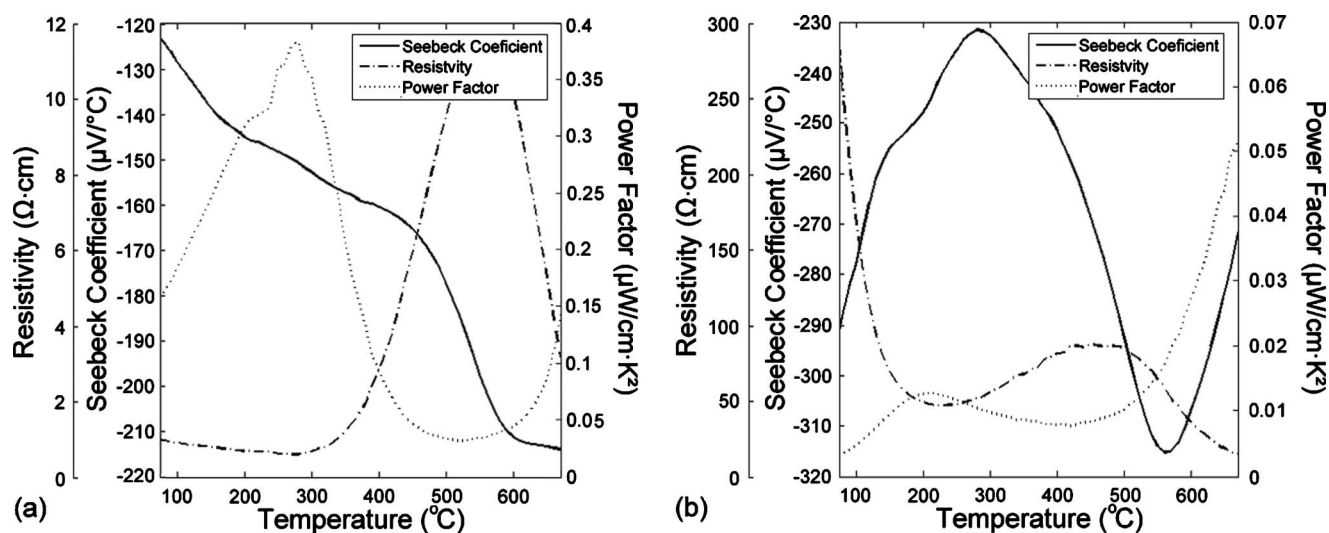 12
10
8
6
4
2
0
Resistivity (Ω·cm)
-120
-130
-140
-150
-160
-170
-180
-190
-200
-210
-220
Seebeck Coefficient (µV/°C)
Seebeck Coeficient
Resistvity
Power Factor
0.4
0.35
0.3
0.25
0.2
0.15
0.1
0.05
0
Power Factor (µW/cm·K²)
100 200 300 400 500 600
Temperature (°C)
(a)
300
250
200
150
100
50
0
Resistivity (Ω·cm)
-230
-240
-250
-260
-270
-280
-290
-300
-310
-320
Seebeck Coefficient (µV/°C)
Seebeck Coeficient
Resistvity
Power Factor
0.07
0.06
0.05
0.04
0.03
0.02
0.01
0
Power Factor (µW/cm·K²)
100 200 300 400 500 600
Temperature (°C)
(b)